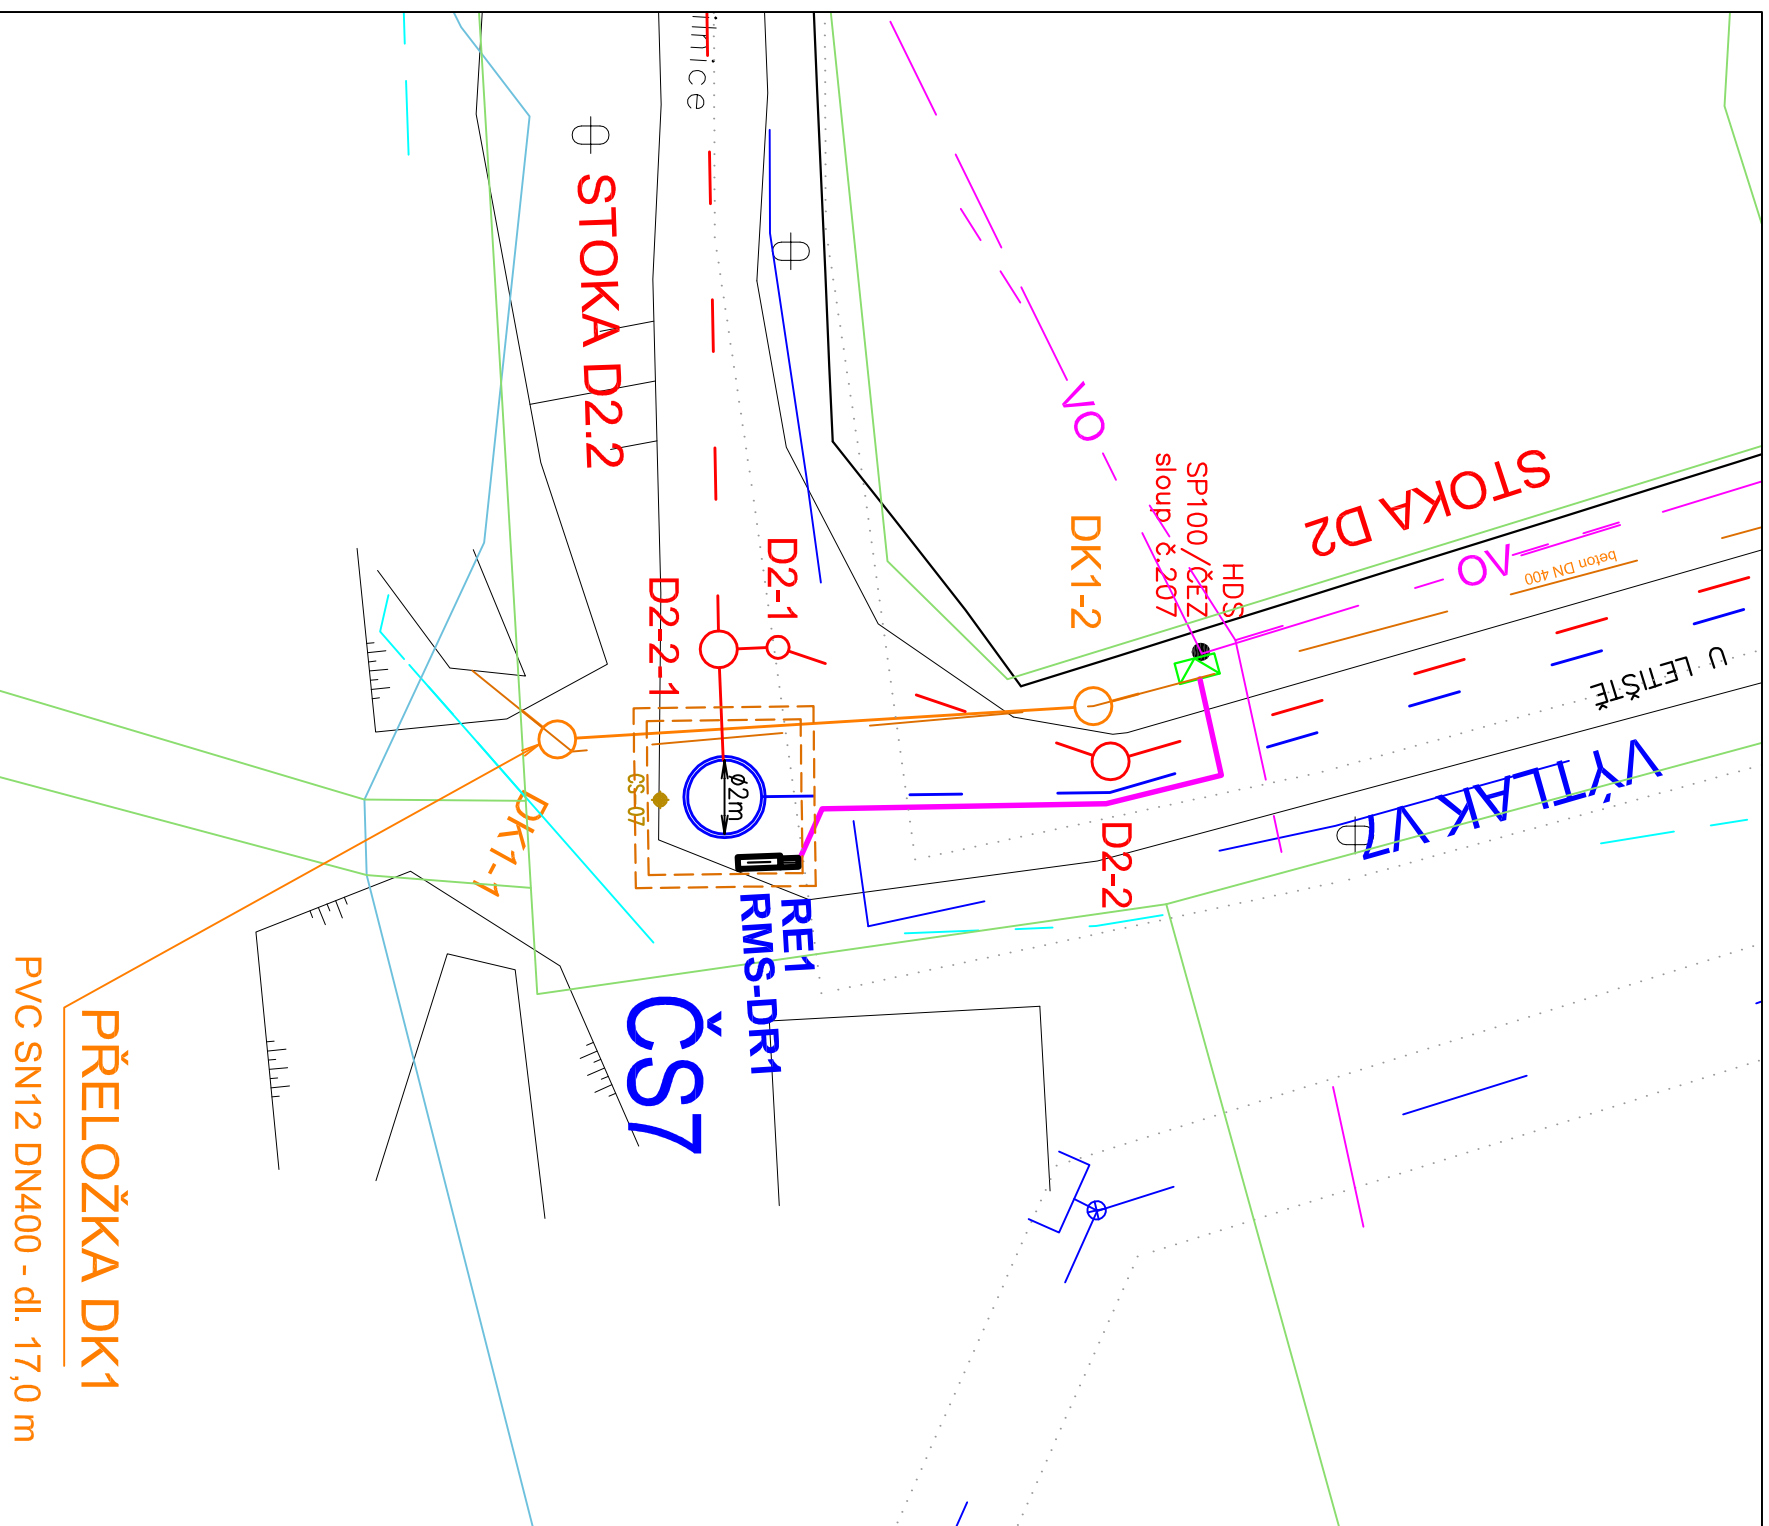 STOKA D2.2
VO
SP100/ČEZ
sloup č.207
HDS
STOKA D2
VO
beton DN 400
DK1-2
D2-1
D2-2-1
U LETIŠTĚ
VÝTLAK V7
ČS 07
ø2m
DK1-1
D2-2
RE1
RMS-DR1
ČS7
PŘELOŽKA DK1
PVC SN12 DN400 - dl. 17,0 m